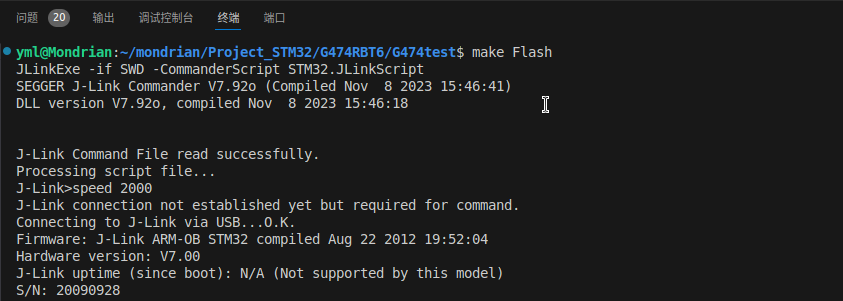 问题 20 输出 调试控制台 终端 端口
yml@Mondrian:~/mondrian/Project_STM32/G474RBT6/G474test$ make Flash
JLinkExe -if SWD -CommanderScript STM32.JLinkScript
SEGGER J-Link Commander V7.92o (Compiled Nov  8 2023 15:46:41)
DLL version V7.92o, compiled Nov  8 2023 15:46:18
J-Link Command File read successfully.
Processing script file...
J-Link>speed 2000
J-Link connection not established yet but required for command.
Connecting to J-Link via USB...O.K.
Firmware: J-Link ARM-OB STM32 compiled Aug 22 2012 19:52:04
Hardware version: V7.00
J-Link uptime (since boot): N/A (Not supported by this model)
S/N: 20090928